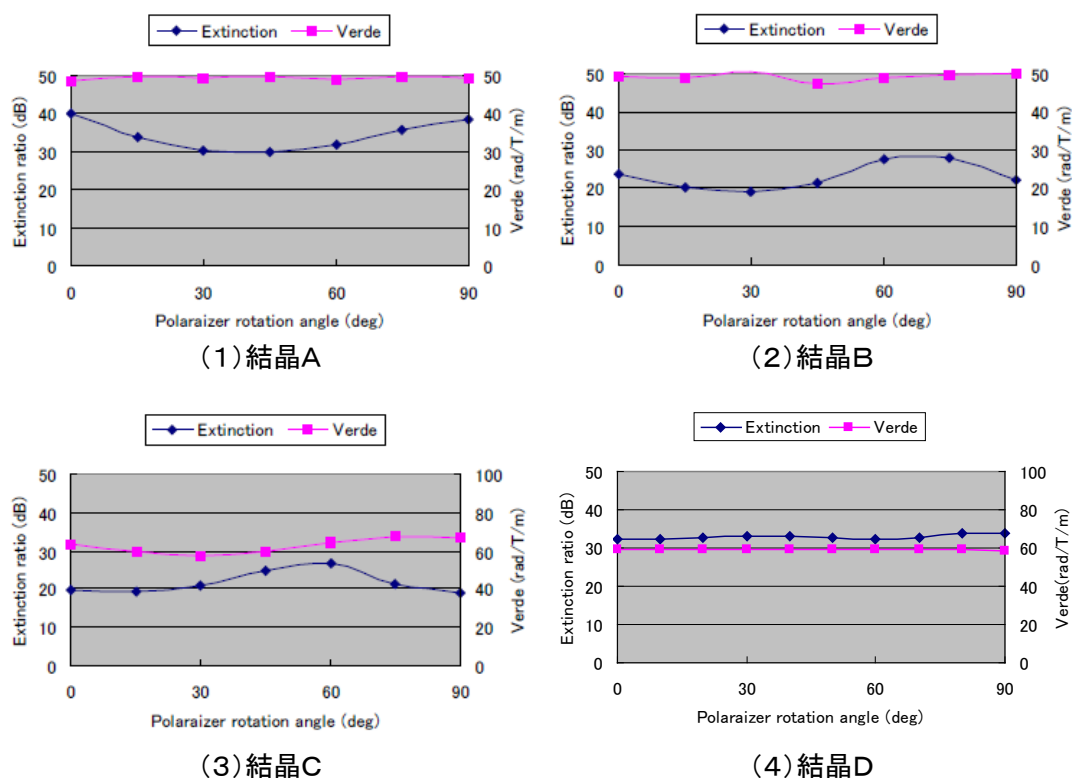 Extinction Verde
50
40
30
20
10
0
Extinction ratio (dB)
50
40
30
20
10
0
Verde (rad/T/m)
0 30 60 90
Polaraizer rotation angle (deg)
(1)結晶A
Extinction Verde
50
40
30
20
10
0
Extinction ratio (dB)
50
40
30
20
10
0
Verde (rad/T/m)
0 30 60 90
Polaraizer rotation angle (deg)
(2)結晶B
Extinction Verde
50
40
30
20
10
0
Extinction ratio (dB)
100
80
60
40
20
0
Verde (rad/T/m)
0 30 60 90
Polaraizer rotation angle (deg)
(3)結晶C
Extinction Verde
50
40
30
20
10
0
Extinction ratio (dB)
100
80
60
40
20
0
Verde(rad/T/m)
0 30 60 90
Polaraizer rotation angle (deg)
(4)結晶D